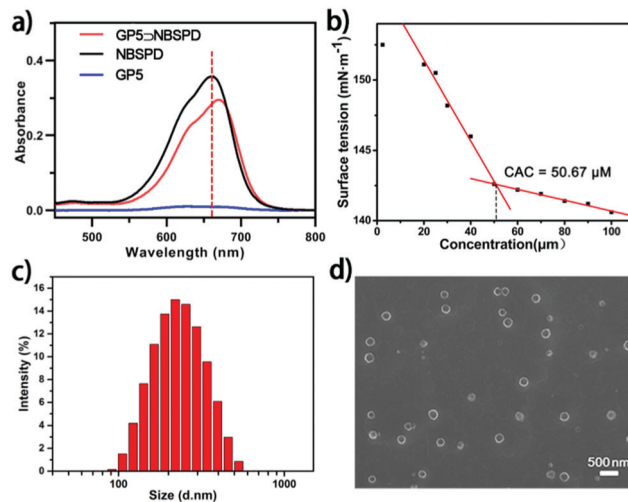 a)
GP5⊃NBSPD
NBSPD
GP5
Absorbance
0.4
0.2
0.0
500
600
700
800
Wavelength (nm)
b)
Surface tension (mN·m⁻¹)
150
145
140
CAC = 50.67 µM
0
20
40
60
80
100
Concentration(µm）
c)
Intensity (%)
16
14
12
10
8
6
4
2
0
100
1000
Size (d.nm)
d)
500 nm